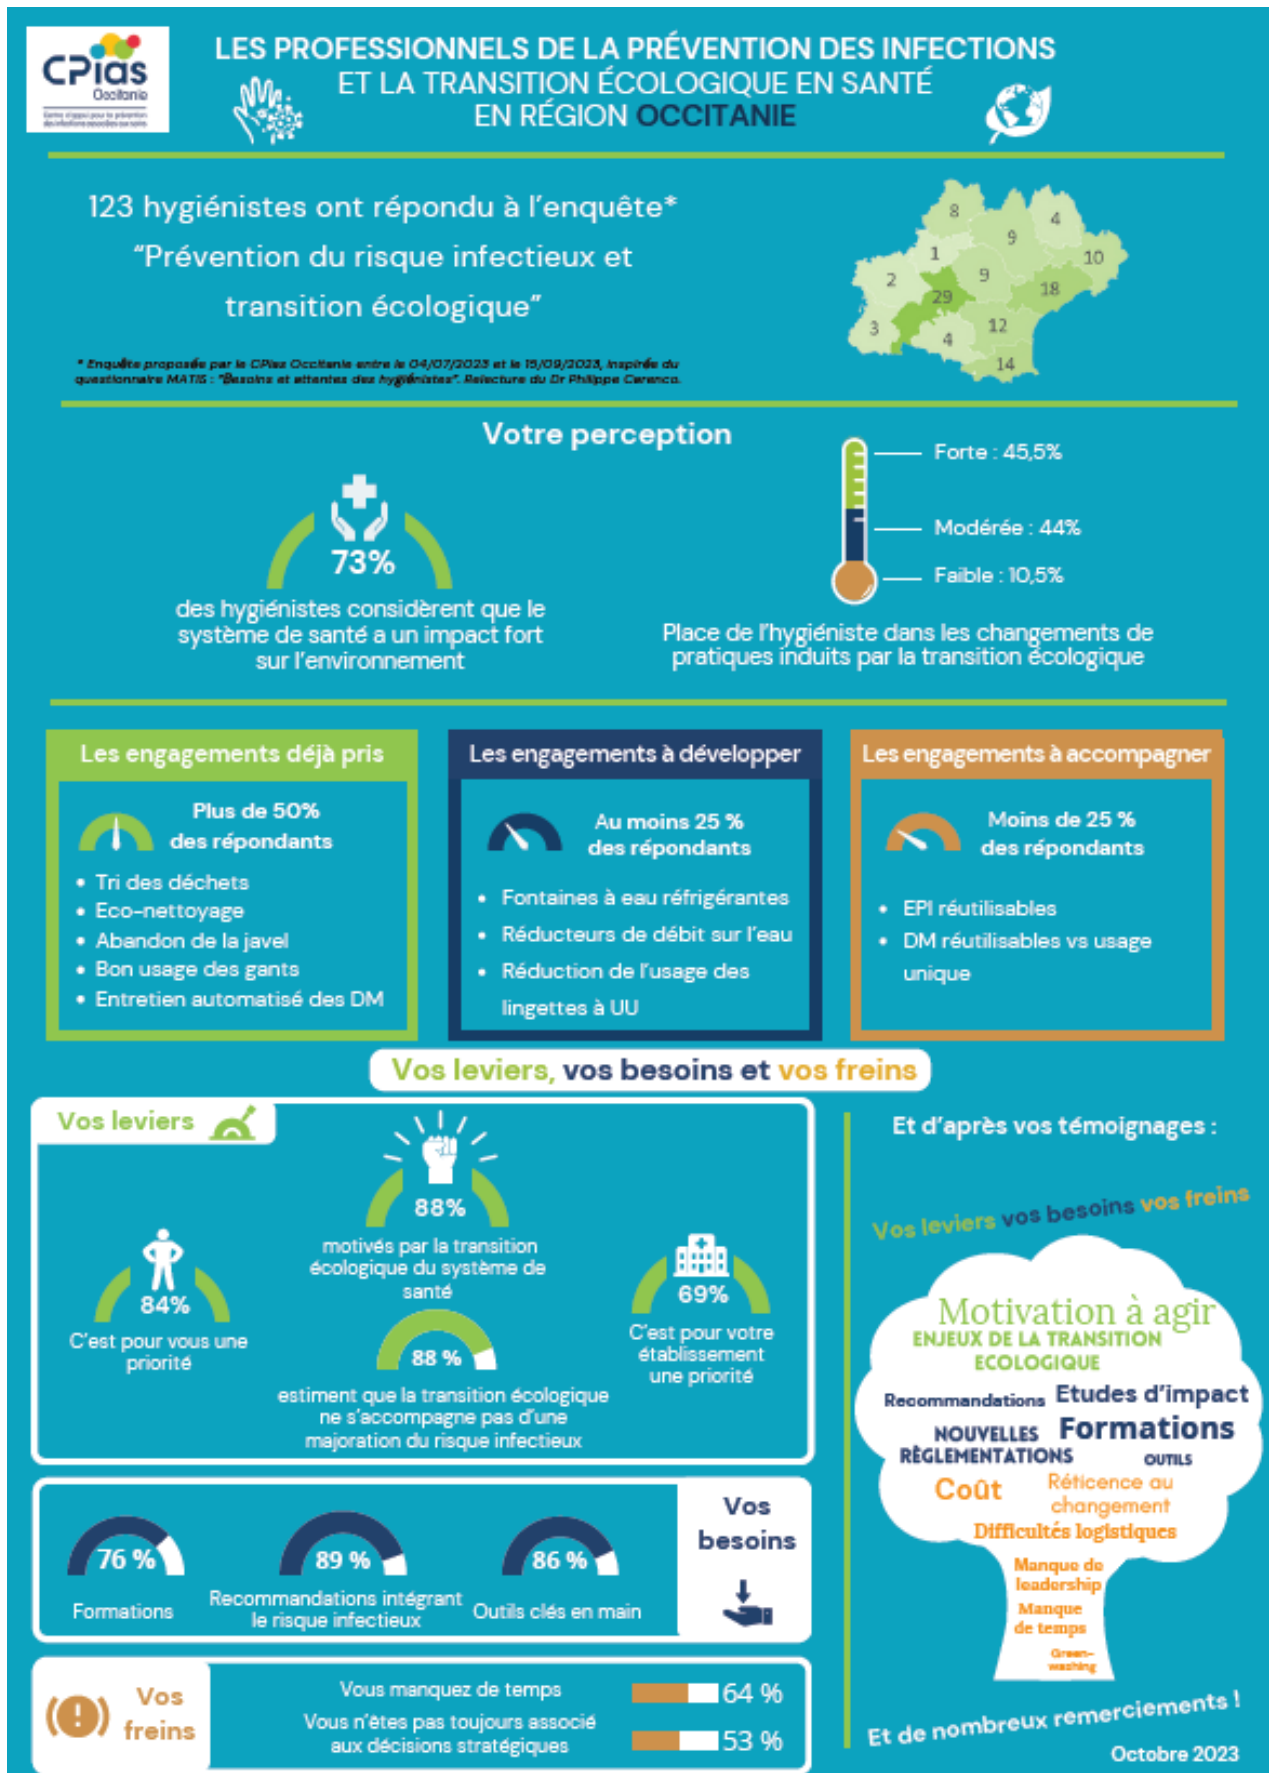 CPias
Occitanie
Centre d'appui pour la prévention
des infections associées aux soins
LES PROFESSIONNELS DE LA PRÉVENTION DES INFECTIONS
ET LA TRANSITION ÉCOLOGIQUE EN SANTÉ
EN RÉGION OCCITANIE
123 hygiénistes ont répondu à l'enquête*
"Prévention du risque infectieux et
transition écologique"
* Enquête proposée par le CPias Occitanie entre le 04/07/2023 et le 15/09/2023, inspirée du
questionnaire MATIS : "Besoins et attentes des hygiénistes". Relecture du Dr Philippe Carenco.
8
4
9
1
10
2
9
29
18
3
4
12
14
Votre perception
73%
des hygiénistes considèrent que le
système de santé a un impact fort
sur l'environnement
Forte : 45,5%
Modérée : 44%
Faible : 10,5%
Place de l'hygiéniste dans les changements de
pratiques induits par la transition écologique
Les engagements déjà pris
Plus de 50%
des répondants
• Tri des déchets
• Eco-nettoyage
• Abandon de la javel
• Bon usage des gants
• Entretien automatisé des DM
Les engagements à développer
Au moins 25 %
des répondants
• Fontaines à eau réfrigérantes
• Réducteurs de débit sur l'eau
• Réduction de l'usage des
lingettes à UU
Les engagements à accompagner
Moins de 25 %
des répondants
• EPI réutilisables
• DM réutilisables vs usage
unique
Vos leviers, vos besoins et vos freins
Vos leviers
88%
motivés par la transition
écologique du système de
santé
84%
C'est pour vous une
priorité
88 %
estiment que la transition écologique
ne s'accompagne pas d'une
majoration du risque infectieux
69%
C'est pour votre
établissement
une priorité
Vos
besoins
76 %
Formations
89 %
Recommandations intégrant
le risque infectieux
86 %
Outils clés en main
Vos
freins
Vous manquez de temps
64 %
Vous n'êtes pas toujours associé
aux décisions stratégiques
53 %
Et d'après vos témoignages :
Vos leviers vos besoins vos freins
Motivation à agir
ENJEUX DE LA TRANSITION
ECOLOGIQUE
Recommandations Etudes d'impact
NOUVELLES
RÈGLEMENTATIONS
Formations
OUTILS
Coût
Réticence au
changement
Difficultés logistiques
Manque de
leadership
Manque
de temps
Green-
washing
Et de nombreux remerciements !
Octobre 2023